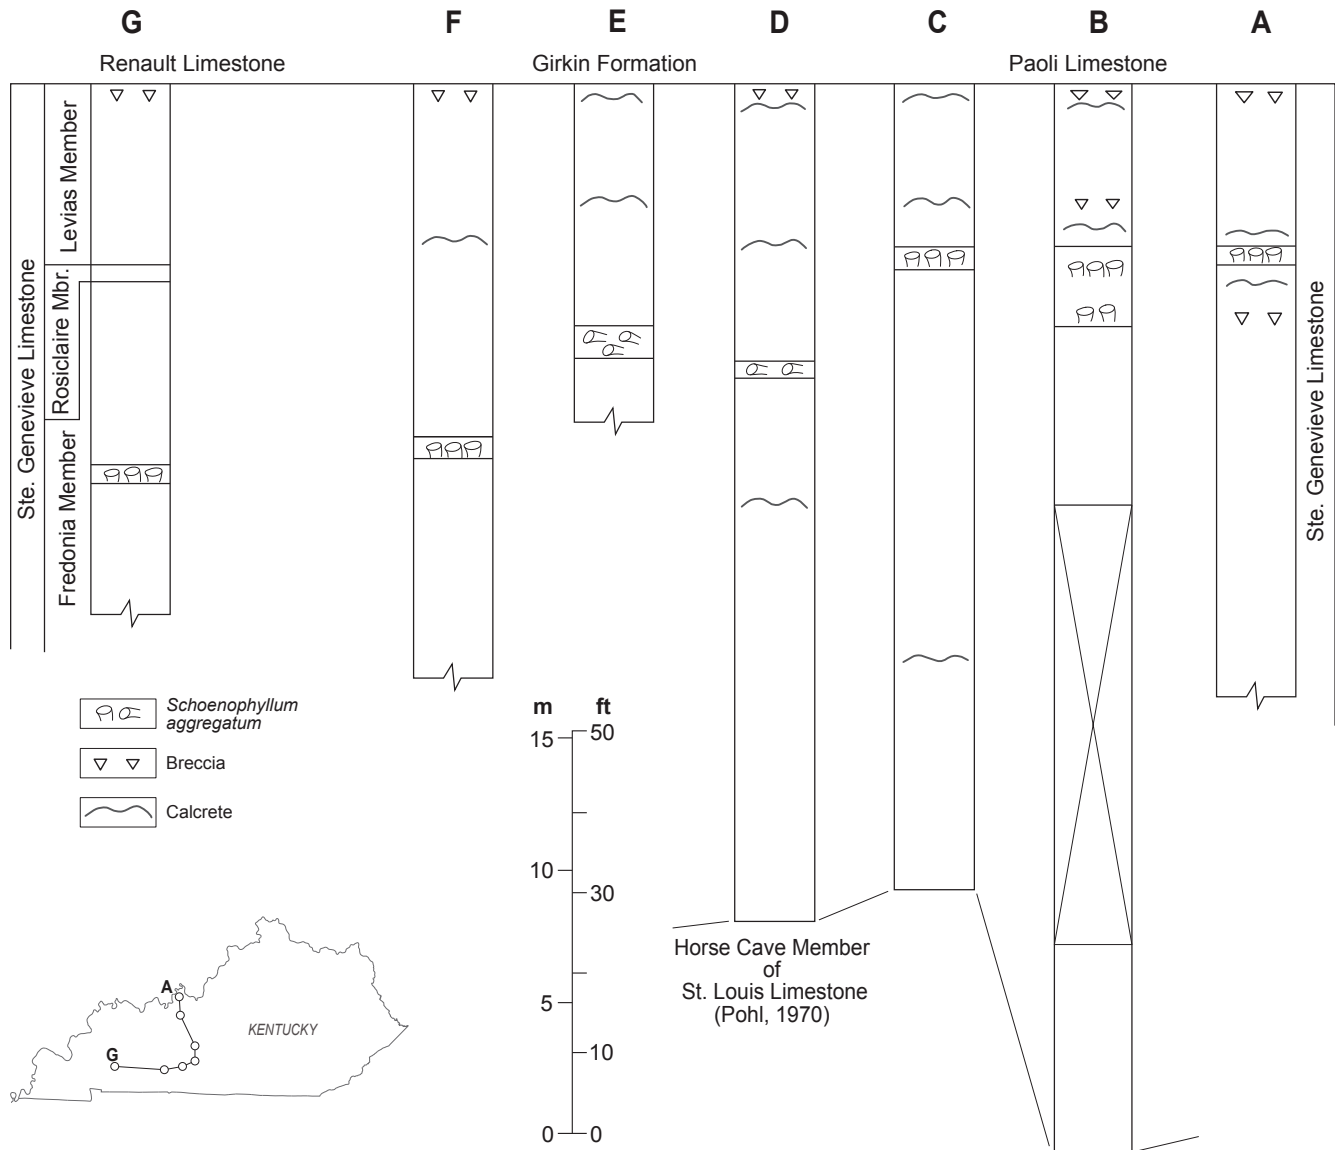 G F E D C B A
Renault Limestone Girkin Formation Paoli Limestone
Ste. Genevieve Limestone
Levias Member
Rosiclaire Mbr.
Fredonia Member
Ste. Genevieve Limestone
Schoenophyllum
aggregatum
Breccia
Calcrete
m ft
15 50
10 30
5 10
0 0
Horse Cave Member
of
St. Louis Limestone
(Pohl, 1970)
A
G
KENTUCKY